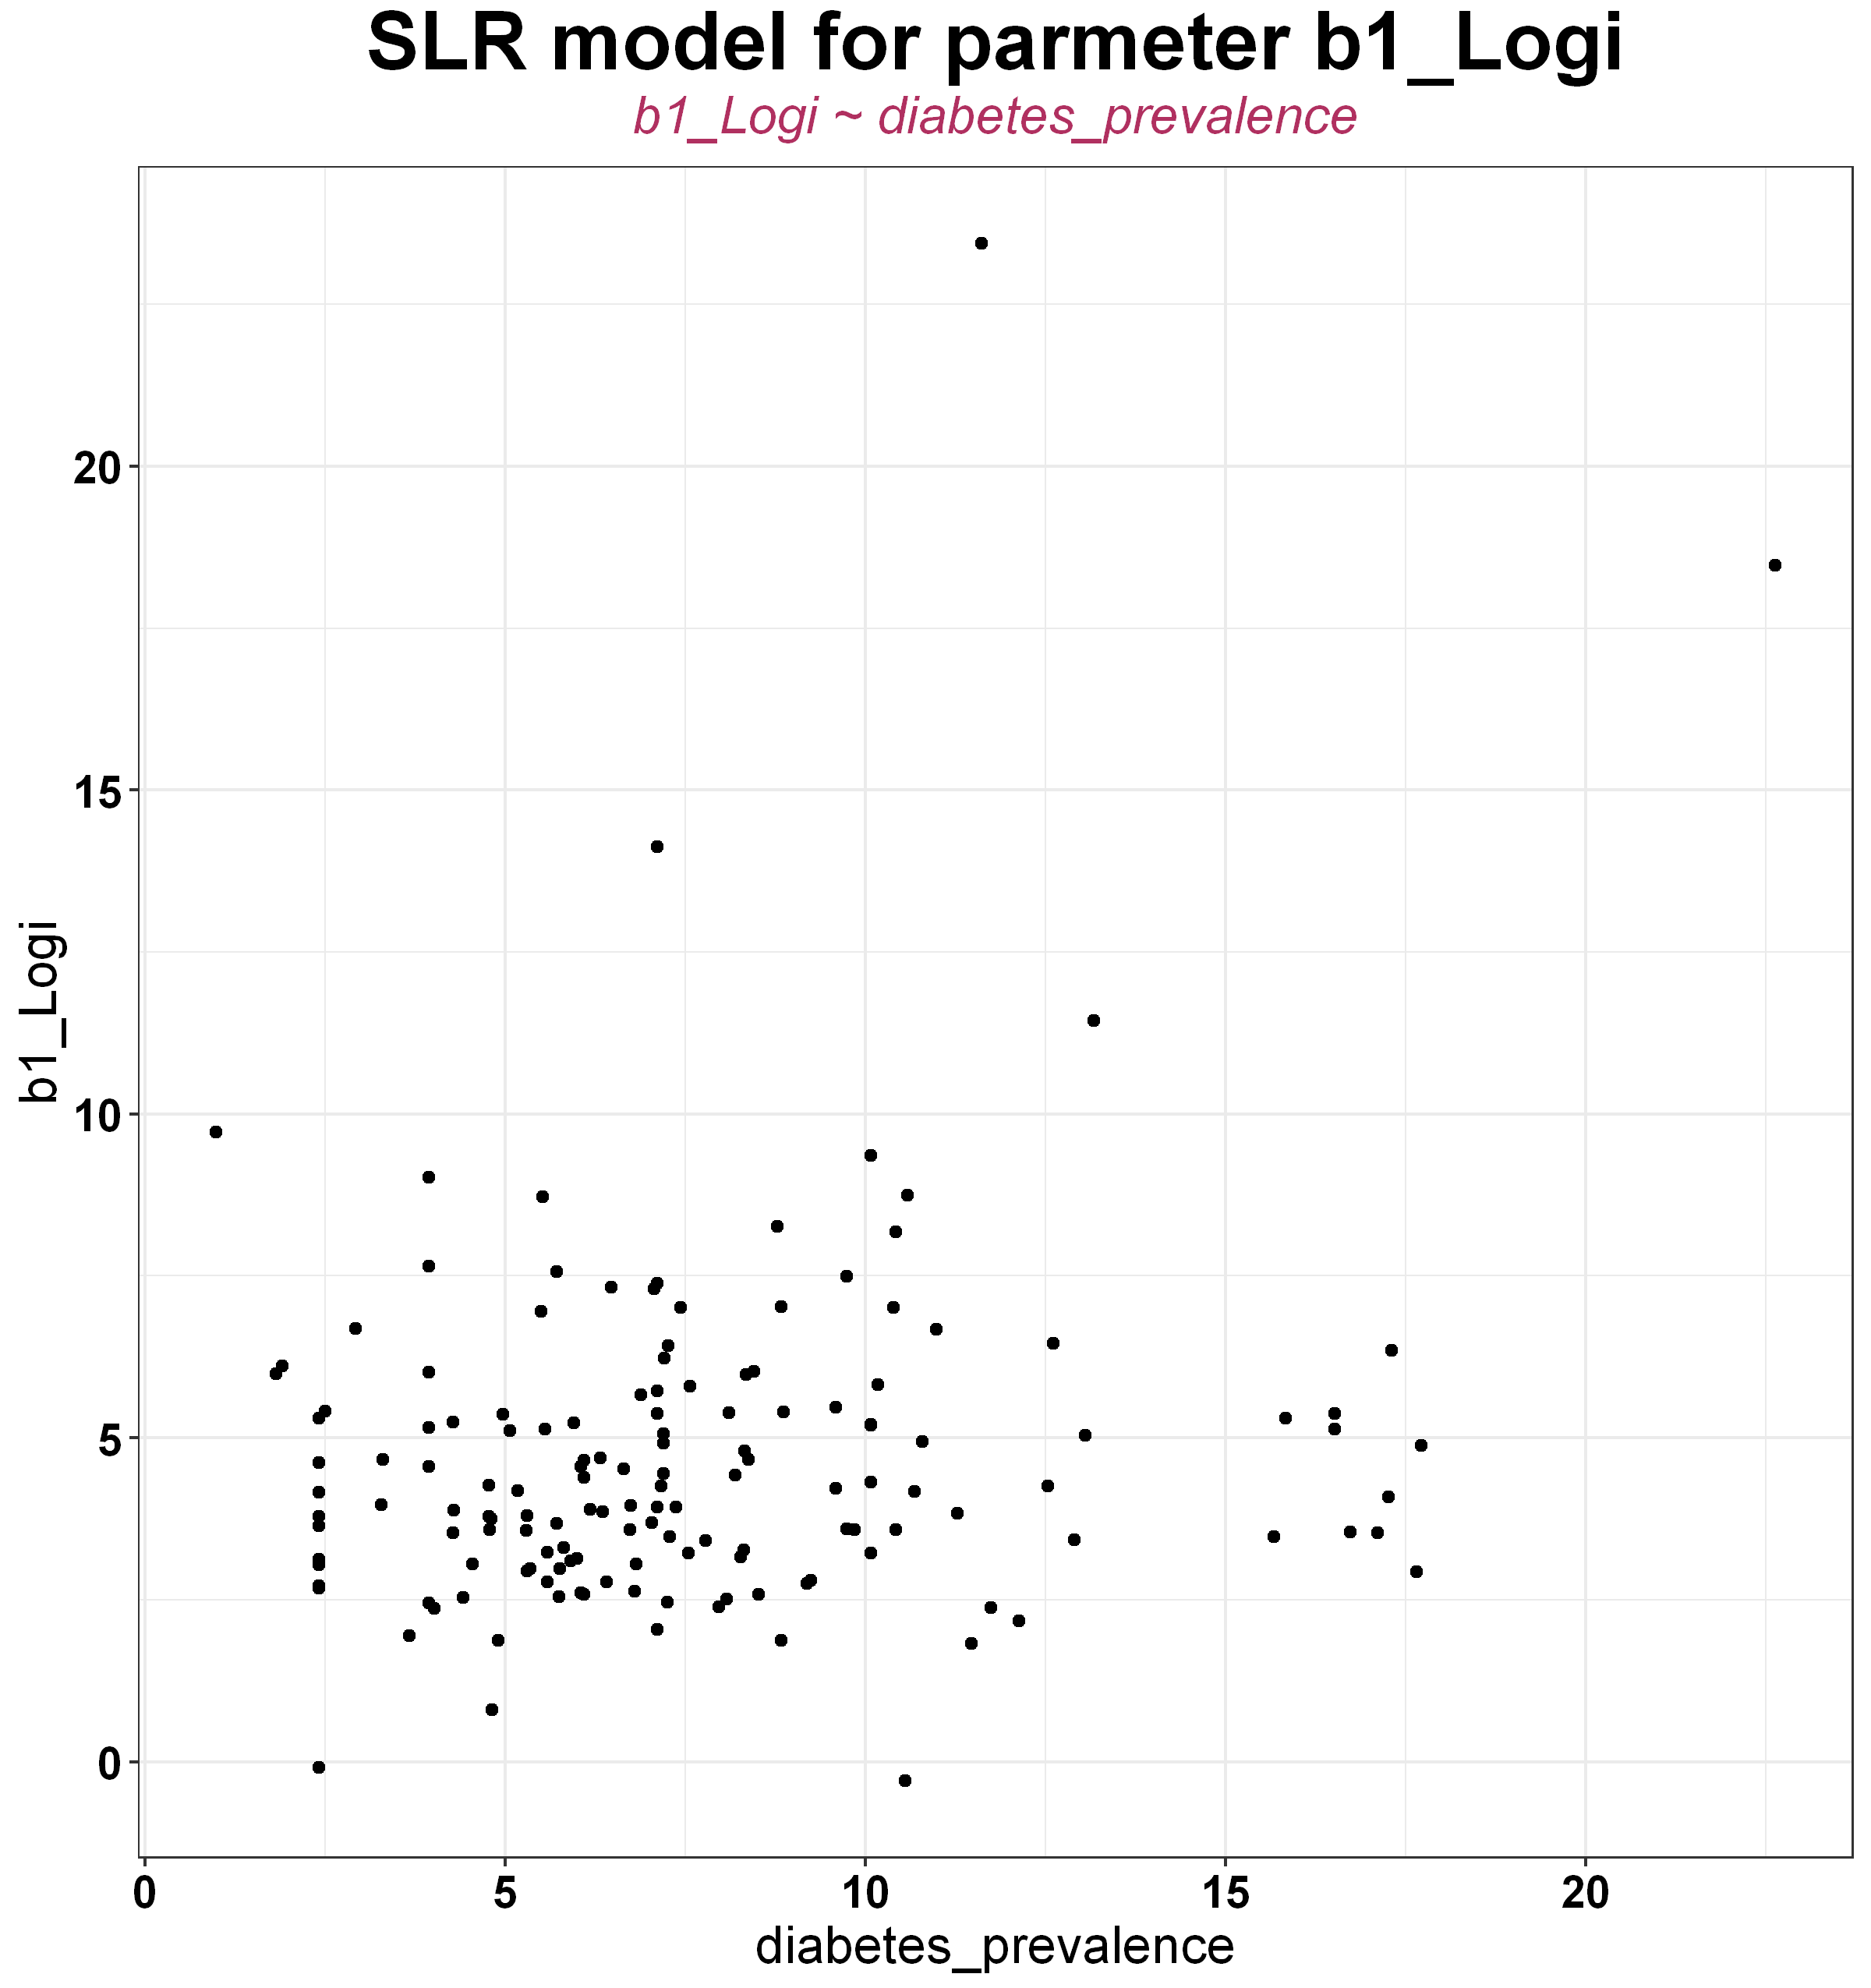 SLR model for parmeter b1_Logi
b1_Logi ~ diabetes_prevalence
b1_Logi
20
15
10
5
0
0 5 10 15 20
diabetes_prevalence